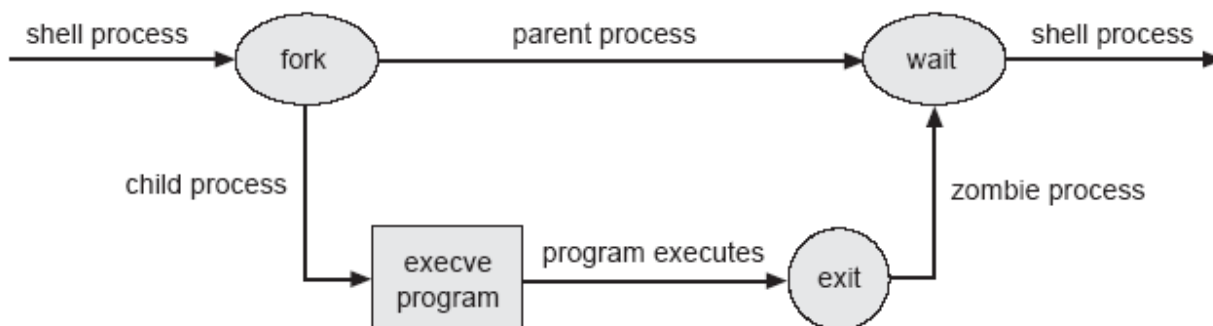 shell process
fork
parent process
wait
shell process
child process
zombie process
execve
program
program executes
exit